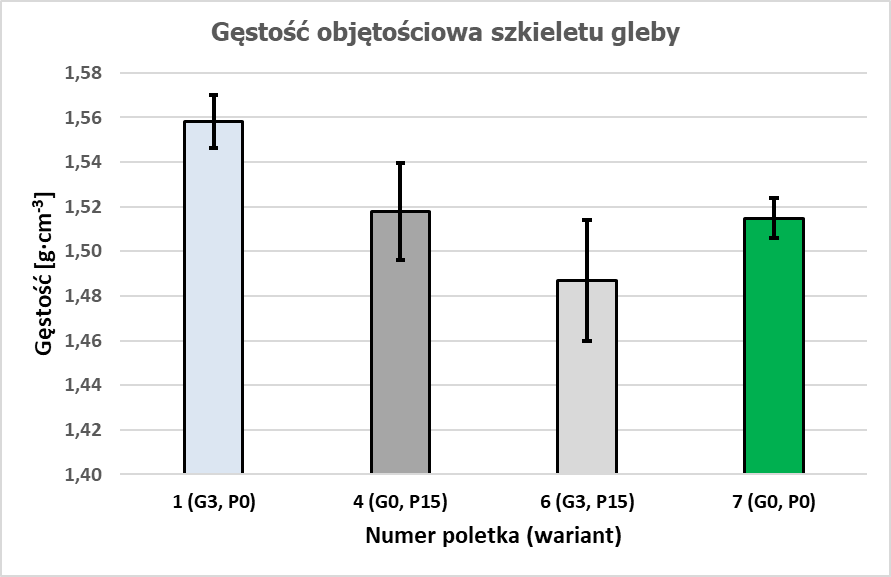 Gęstość objętościowa szkieletu gleby
Gęstość [g·cm-3]
1,58
1,56
1,54
1,52
1,50
1,48
1,46
1,44
1,42
1,40
1 (G3, P0) 4 (G0, P15) 6 (G3, P15) 7 (G0, P0)
Numer poletka (wariant)